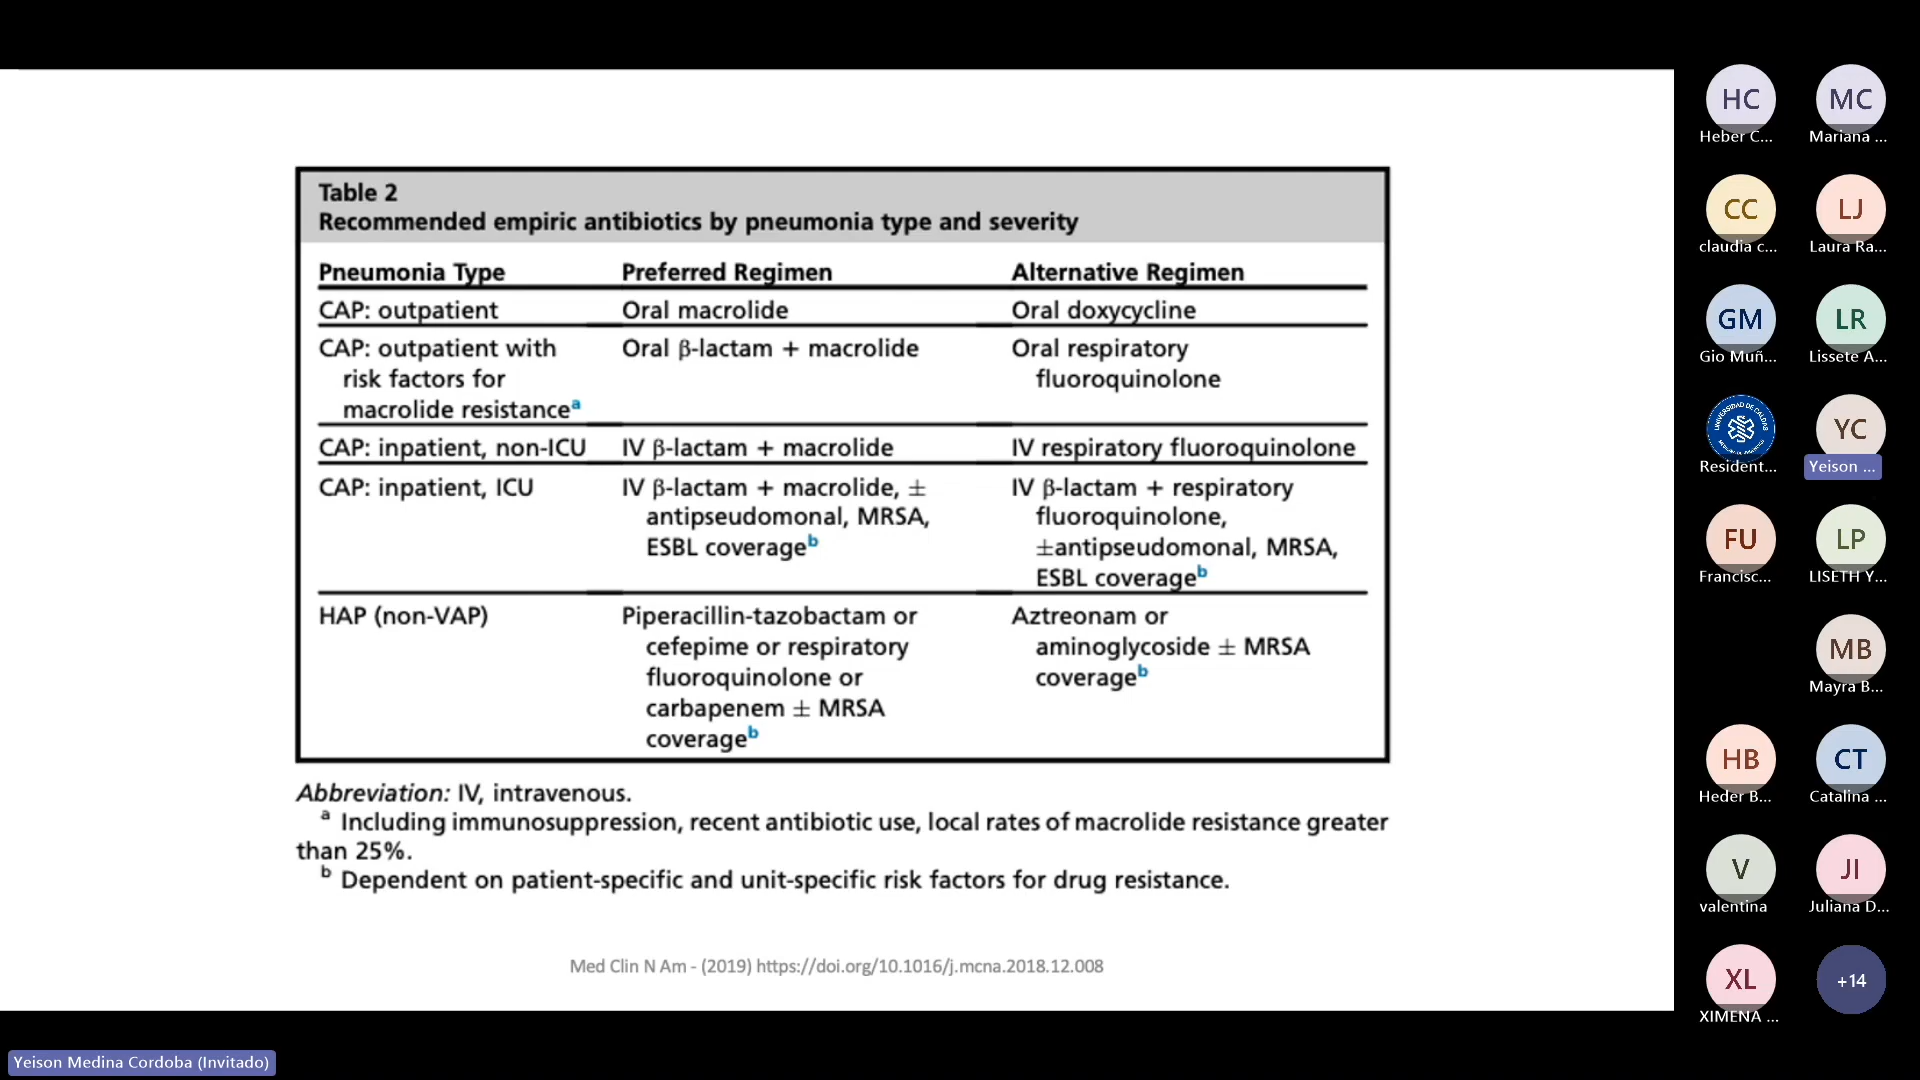 Table 2
Recommended empiric antibiotics by pneumonia type and severity
Pneumonia Type Preferred Regimen Alternative Regimen
CAP: outpatient Oral macrolide Oral doxycycline
CAP: outpatient with risk factors for macrolide resistanceᵃ Oral β-lactam + macrolide Oral respiratory fluoroquinolone
CAP: inpatient, non-ICU IV β-lactam + macrolide IV respiratory fluoroquinolone
CAP: inpatient, ICU IV β-lactam + macrolide, ± antipseudomonal, MRSA, ESBL coverageᵇ IV β-lactam + respiratory fluoroquinolone, ±antipseudomonal, MRSA, ESBL coverageᵇ
HAP (non-VAP) Piperacillin-tazobactam or cefepime or respiratory fluoroquinolone or carbapenem ± MRSA coverageᵇ Aztreonam or aminoglycoside ± MRSA coverageᵇ
Abbreviation: IV, intravenous.
ᵃ Including immunosuppression, recent antibiotic use, local rates of macrolide resistance greater
than 25%.
ᵇ Dependent on patient-specific and unit-specific risk factors for drug resistance.
Med Clin N Am - (2019) https://doi.org/10.1016/j.mcna.2018.12.008
HC MC
Heber C... Mariana ...
CC LJ
claudia c... Laura Ra...
GM LR
Gio Muñ... Lissete A...
UNIVERSIDAD DE CALDAS
YC
Resident... Yeison ...
FU LP
Francisc... LISETH Y...
MB
Mayra B...
HB CT
Heder B... Catalina ...
V JI
valentina Juliana D...
XL +14
XIMENA ...
Yeison Medina Cordoba (Invitado)